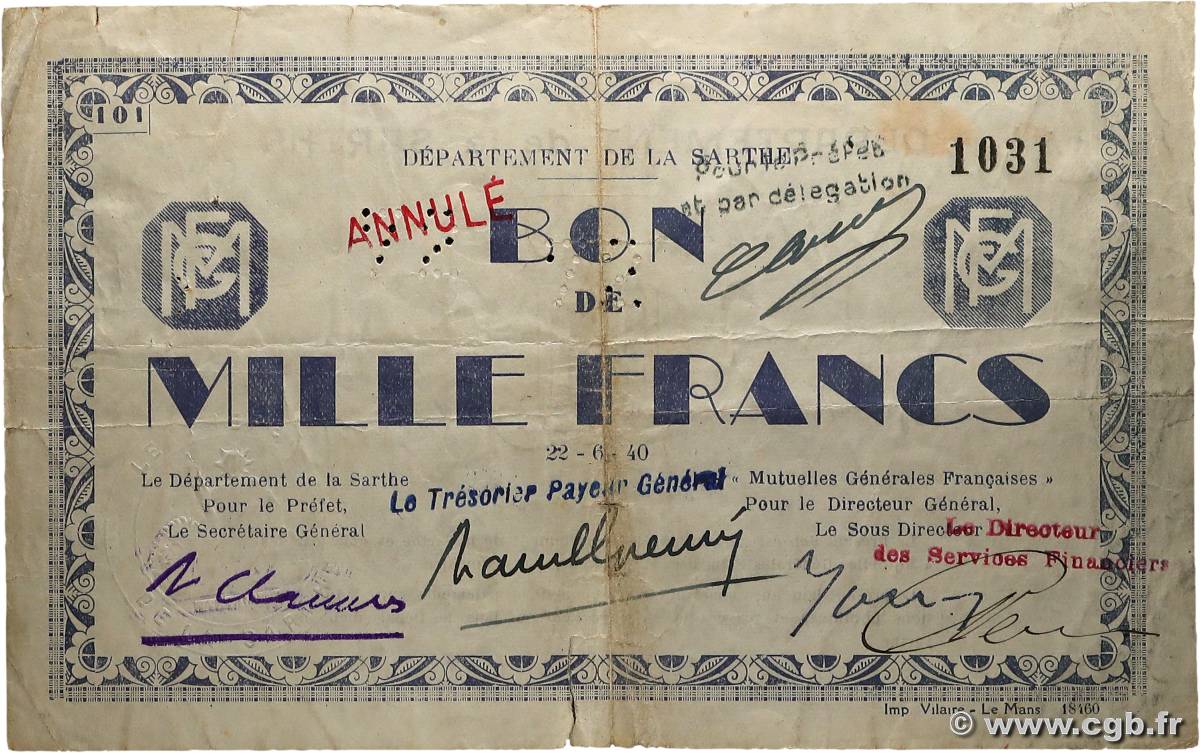 101
DÉPARTEMENT DE LA SARTHE
1031
Pour le Préfet
et par délegation
ANNULÉ
BON
DE
MILLE FRANCS
22-6-40
Le Département de la Sarthe
Pour le Préfet,
Le Secrétaire Général
Le Trésorier Payeur Général
« Mutuelles Générales Françaises »
Pour le Directeur Général,
Le Sous Directeur
Le Directeur
des Services Financiers
Imp Vilaire - Le Mans 18160
© www.cgb.fr